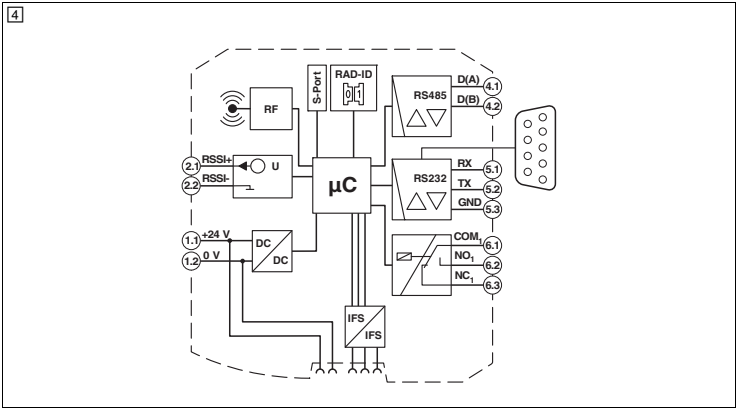 4
S-Port
RAD-ID
0 1
RF
RS485
D(A) 4.1
D(B) 4.2
2.1 RSSI+
2.2 RSSI-
U
µC
RS232
RX 5.1
TX 5.2
GND 5.3
1.1 +24 V
1.2 0 V
DC
DC
COM1 6.1
NO1 6.2
NC1 6.3
IFS
IFS